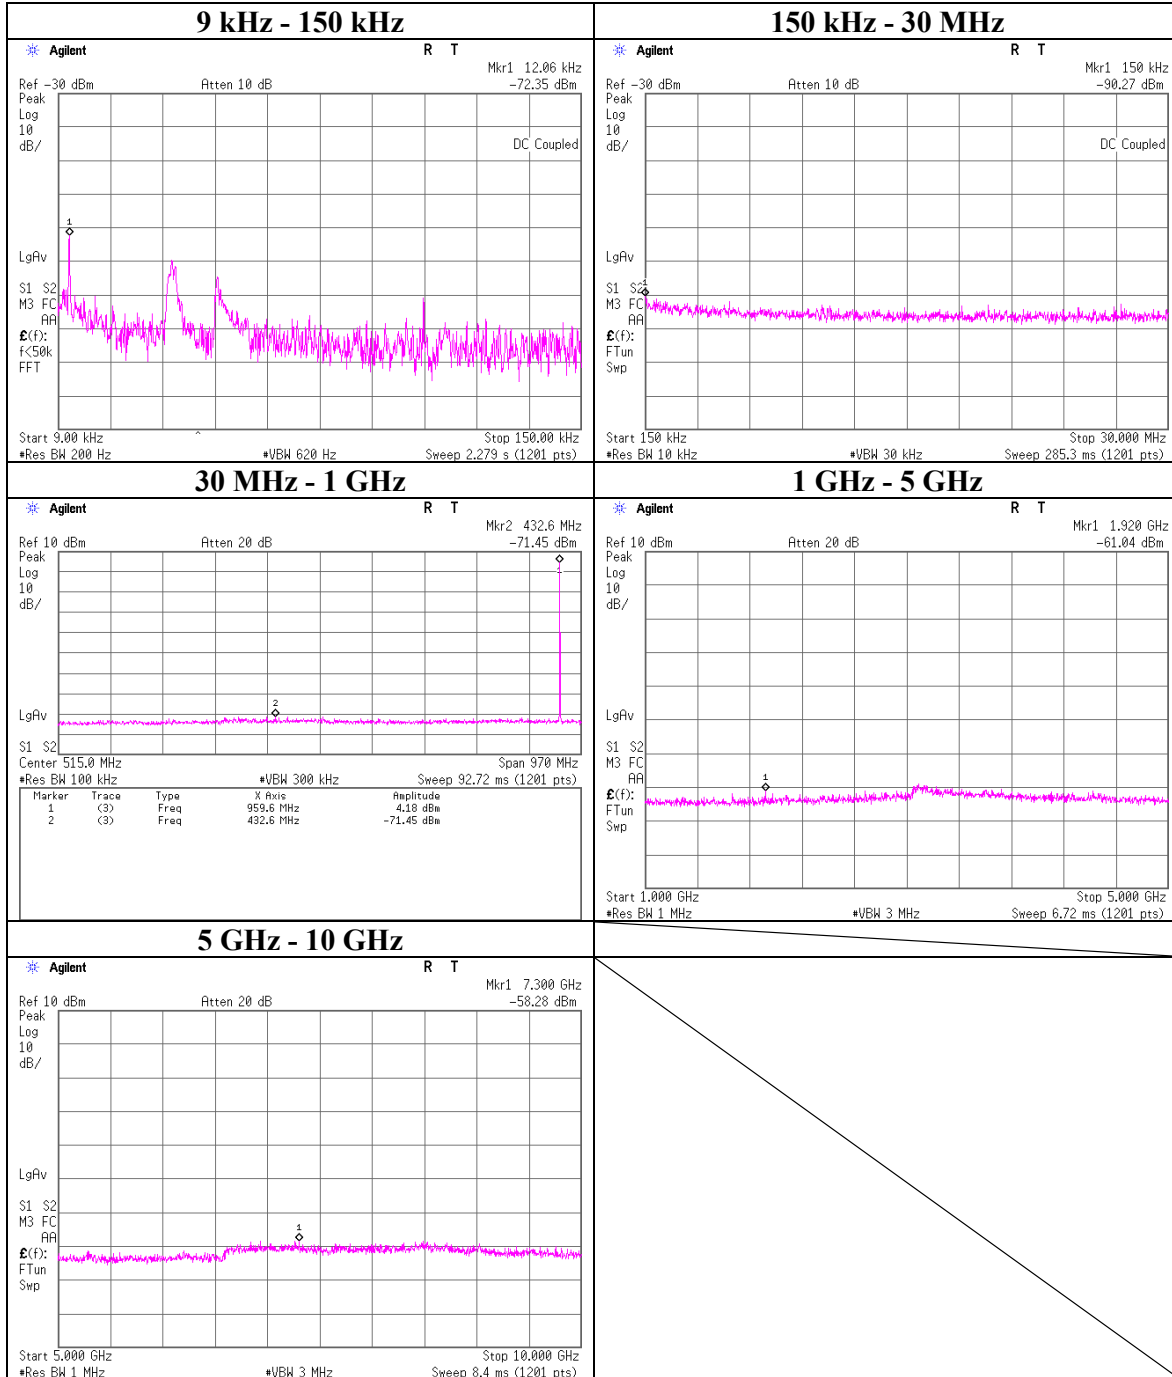 9 kHz - 150 kHz
Agilent R T
Mkr1 12.06 kHz
Ref -30 dBm Atten 10 dB -72.35 dBm
Peak
Log
10
dB/
DC Coupled
1
LgAv
S1 S2
M3 FC
AA
£(f):
f<50k
FFT
Start 9.00 kHz ^ Stop 150.00 kHz
#Res BW 200 Hz #VBW 620 Hz Sweep 2.279 s (1201 pts)
150 kHz - 30 MHz
Agilent R T
Mkr1 150 kHz
Ref -30 dBm Atten 10 dB -90.27 dBm
Peak
Log
10
dB/
DC Coupled
LgAv
1
S1 S2
M3 FC
AA
£(f):
FTun
Swp
Start 150 kHz Stop 30.000 MHz
#Res BW 10 kHz #VBW 30 kHz Sweep 285.3 ms (1201 pts)
30 MHz - 1 GHz
Agilent R T
Mkr2 432.6 MHz
Ref 10 dBm Atten 20 dB -71.45 dBm
Peak
Log
10
dB/
1
2
LgAv
S1 S2
Center 515.0 MHz Span 970 MHz
#Res BW 100 kHz #VBW 300 kHz Sweep 92.72 ms (1201 pts)
Marker Trace Type X Axis Amplitude
1 (3) Freq 959.6 MHz 4.18 dBm
2 (3) Freq 432.6 MHz -71.45 dBm
1 GHz - 5 GHz
Agilent R T
Mkr1 1.920 GHz
Ref 10 dBm Atten 20 dB -61.04 dBm
Peak
Log
10
dB/
LgAv
S1 S2
M3 FC
AA
1
£(f):
FTun
Swp
Start 1.000 GHz Stop 5.000 GHz
#Res BW 1 MHz #VBW 3 MHz Sweep 6.72 ms (1201 pts)
5 GHz - 10 GHz
Agilent R T
Mkr1 7.300 GHz
Ref 10 dBm Atten 20 dB -58.28 dBm
Peak
Log
10
dB/
LgAv
S1 S2
M3 FC
1
AA
£(f):
FTun
Swp
Start 5.000 GHz Stop 10.000 GHz
#Res BW 1 MHz #VBW 3 MHz Sweep 8.4 ms (1201 pts)